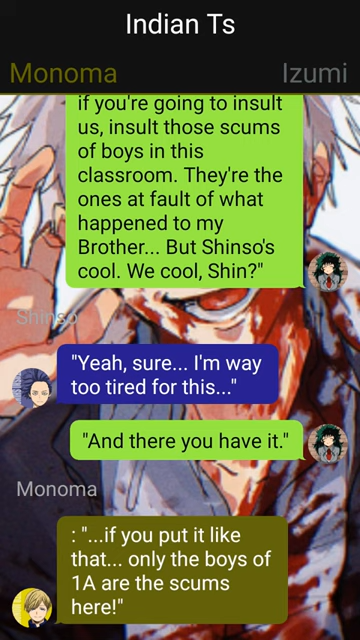 Indian Ts
Monoma
Izumi
if you're going to insult
us, insult those scums
of boys in this
classroom. They're the
ones at fault of what
happened to my
Brother... But Shinso's
cool. We cool, Shin?"
Shinso
"Yeah, sure... I'm way
too tired for this..."
"And there you have it."
Monoma
: "...if you put it like
that... only the boys of
1A are the scums
here!"